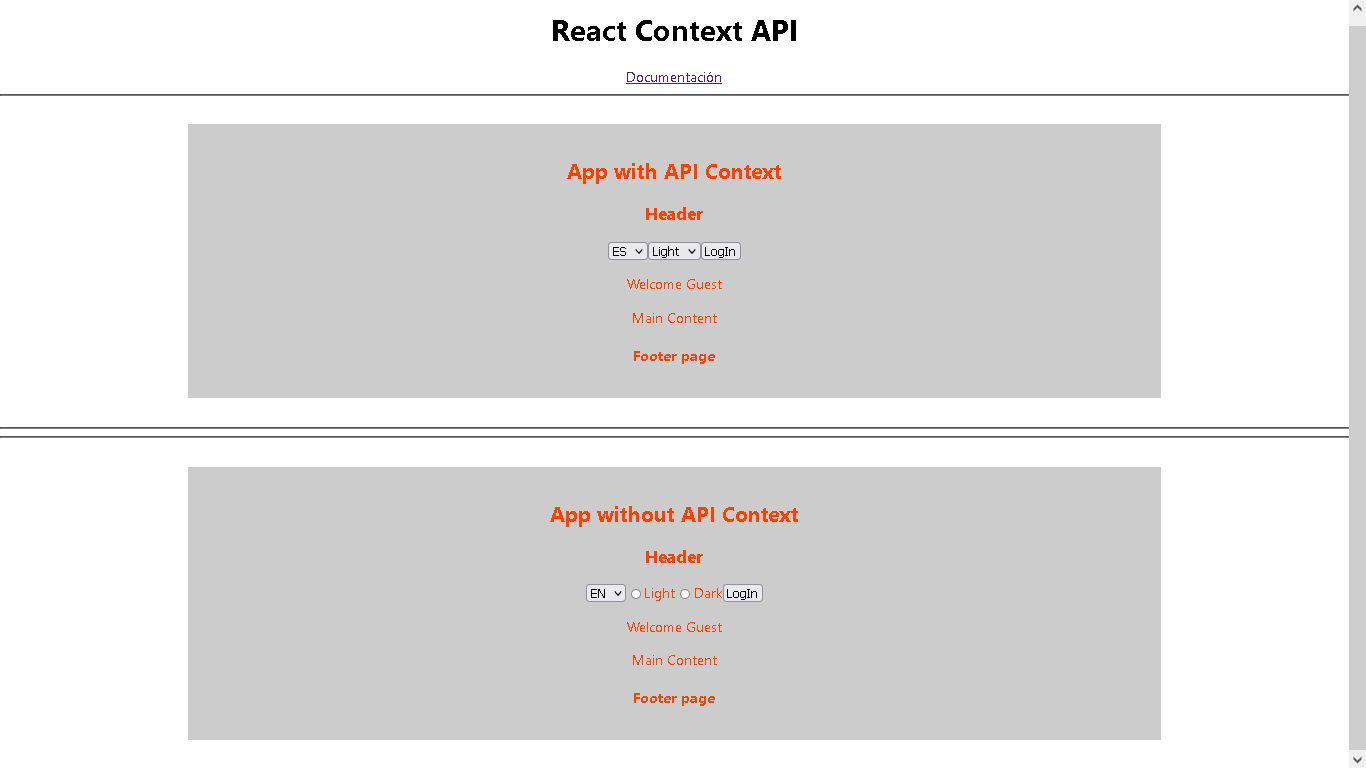 React Context API
Documentación
App with API Context
Header
ES Light LogIn
Welcome Guest
Main Content
Footer page
App without API Context
Header
EN Light Dark LogIn
Welcome Guest
Main Content
Footer page